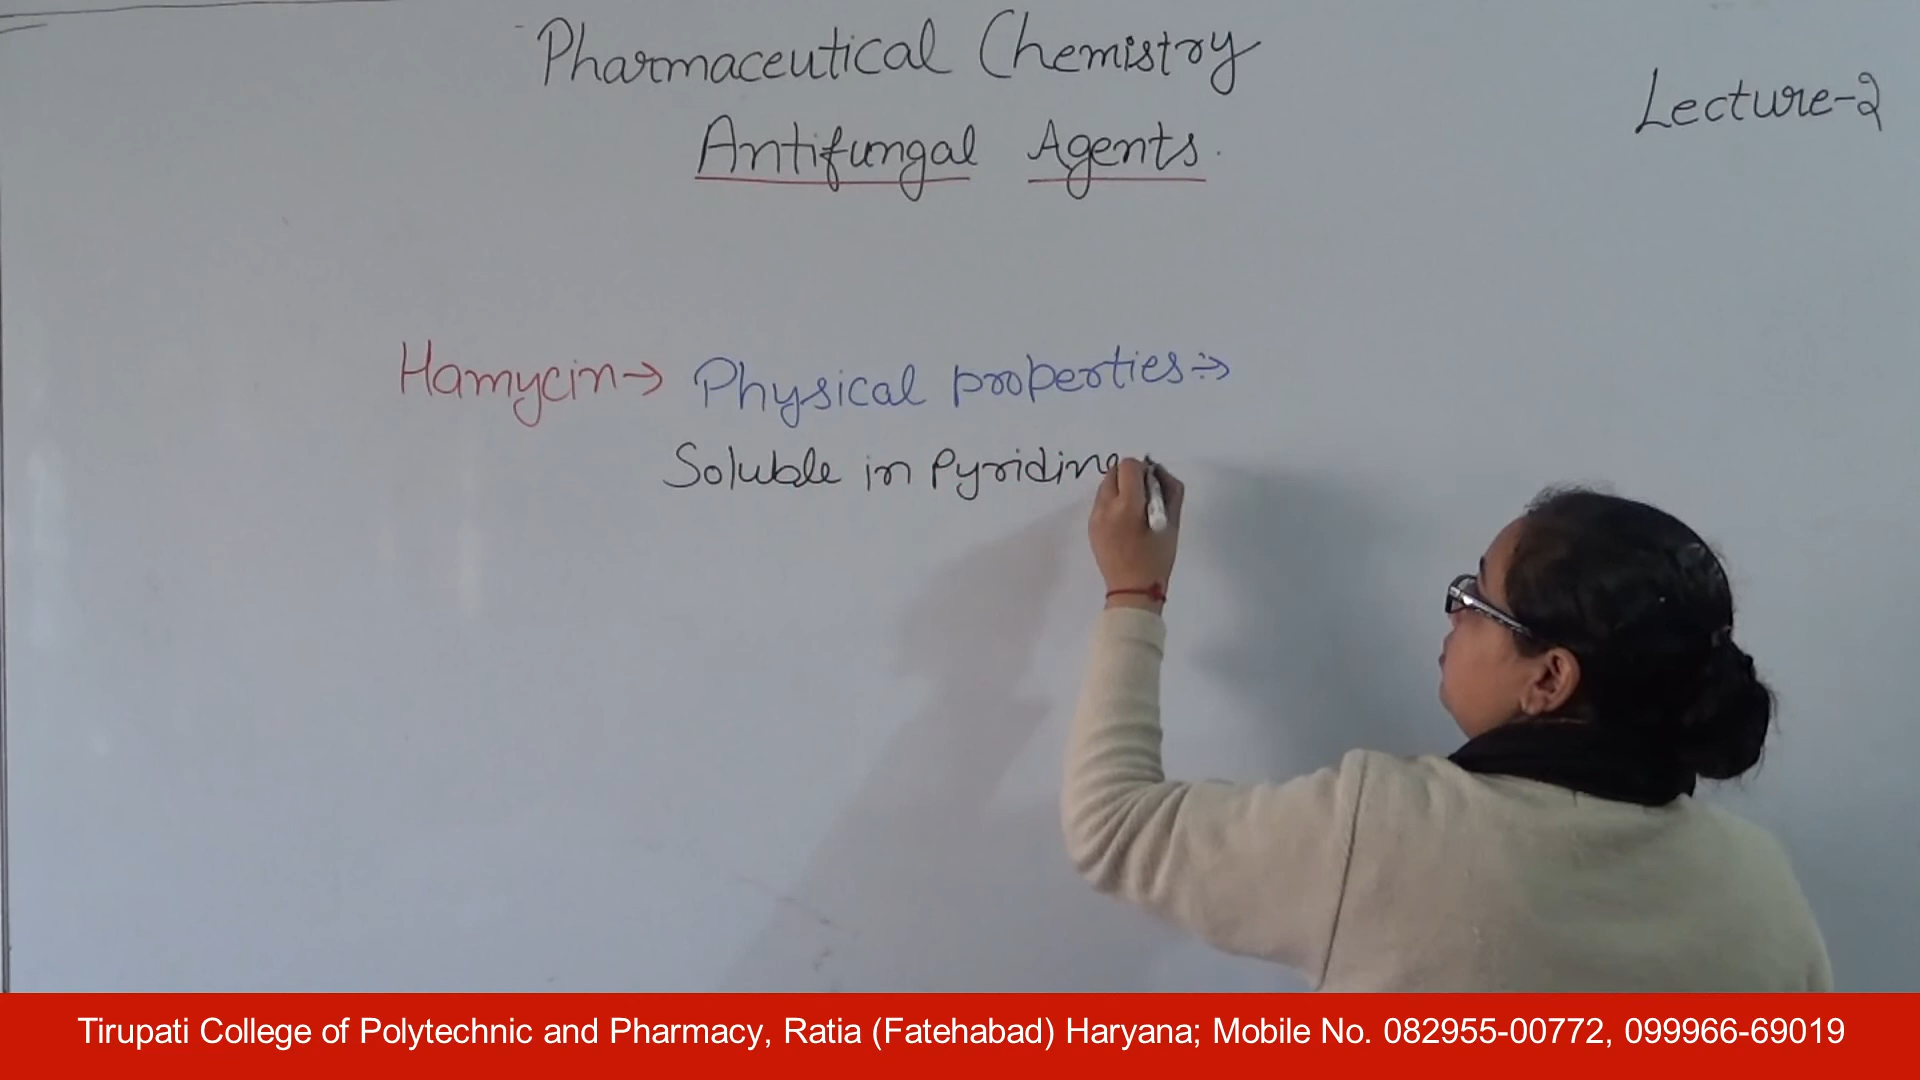 Pharmaceutical Chemistry
Lecture-2
Antifungal Agents.
Hamycin→ Physical properties:→
Soluble in Pyridine
Tirupati College of Polytechnic and Pharmacy, Ratia (Fatehabad) Haryana; Mobile No. 082955-00772, 099966-69019